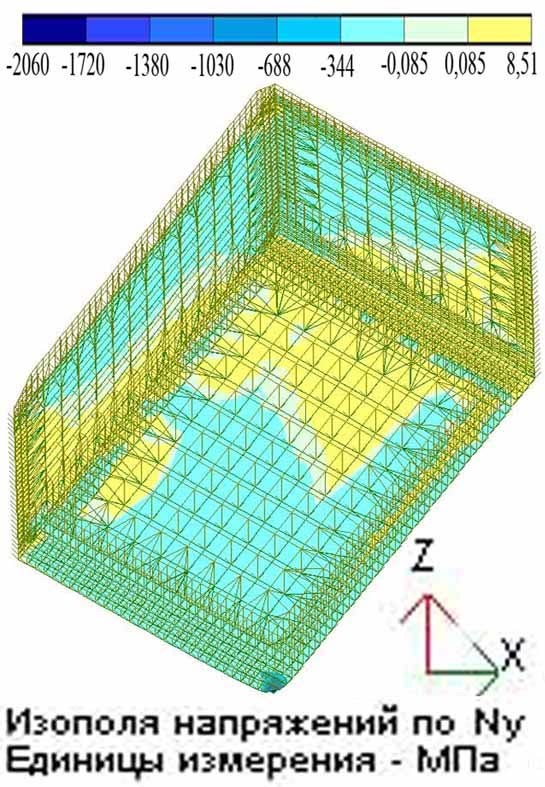 -2060 -1720 -1380 -1030 -688 -344 -0,085 0,085 8,51
Z
X
Изополя напряжений по Ny
Единицы измерения - МПа